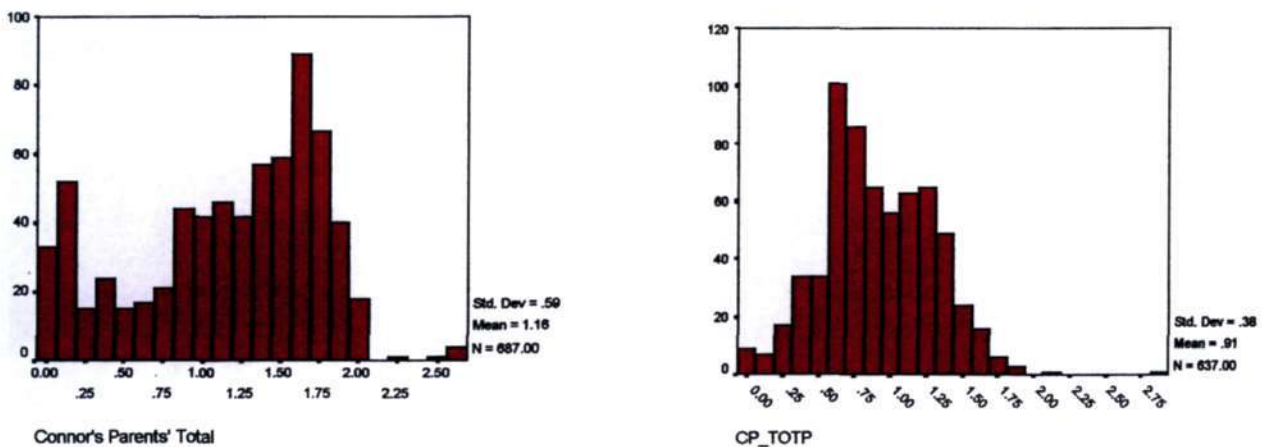 100
80
60
40
20
0
0.00 .50 1.00 1.50 2.00 2.50
.25 .75 1.25 1.75 2.25
Std. Dev = .59
Mean = 1.16
N = 687.00
Connor's Parents' Total
120
100
80
60
40
20
0
0.00 .25 .50 .75 1.00 1.25 1.50 1.75 2.00 2.25 2.50 2.75
Std. Dev = .38
Mean = .91
N = 637.00
CP_TOTP